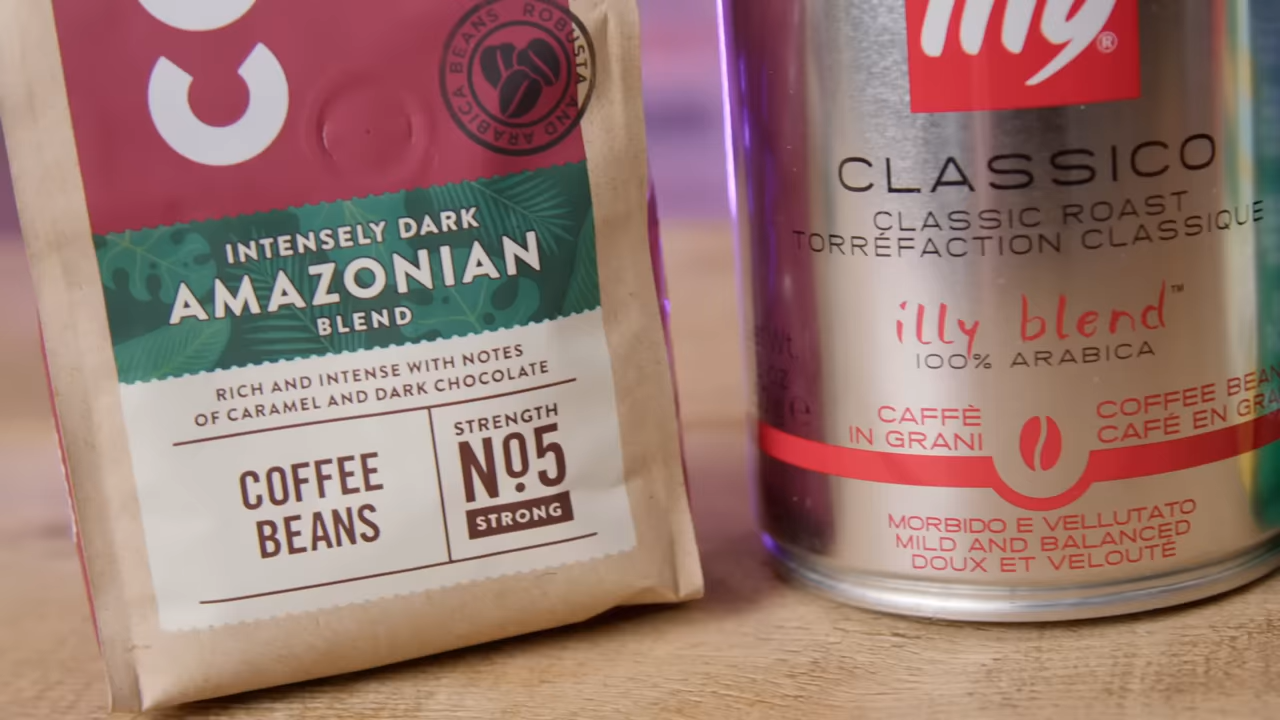 CO
ROBUSTA AND ARABICA BEANS
INTENSELY DARK
AMAZONIAN
BLEND
RICH AND INTENSE WITH NOTES
OF CARAMEL AND DARK CHOCOLATE
COFFEE
BEANS
STRENGTH
Nº5
STRONG
illy®
CLASSICO
CLASSIC ROAST
TORRÉFACTION CLASSIQUE
illy blend™
100% ARABICA
CAFFÈ
IN GRANI
COFFEE BEAN
CAFÉ EN GRA
MORBIDO E VELLUTATO
MILD AND BALANCED
DOUX ET VELOUTÉ